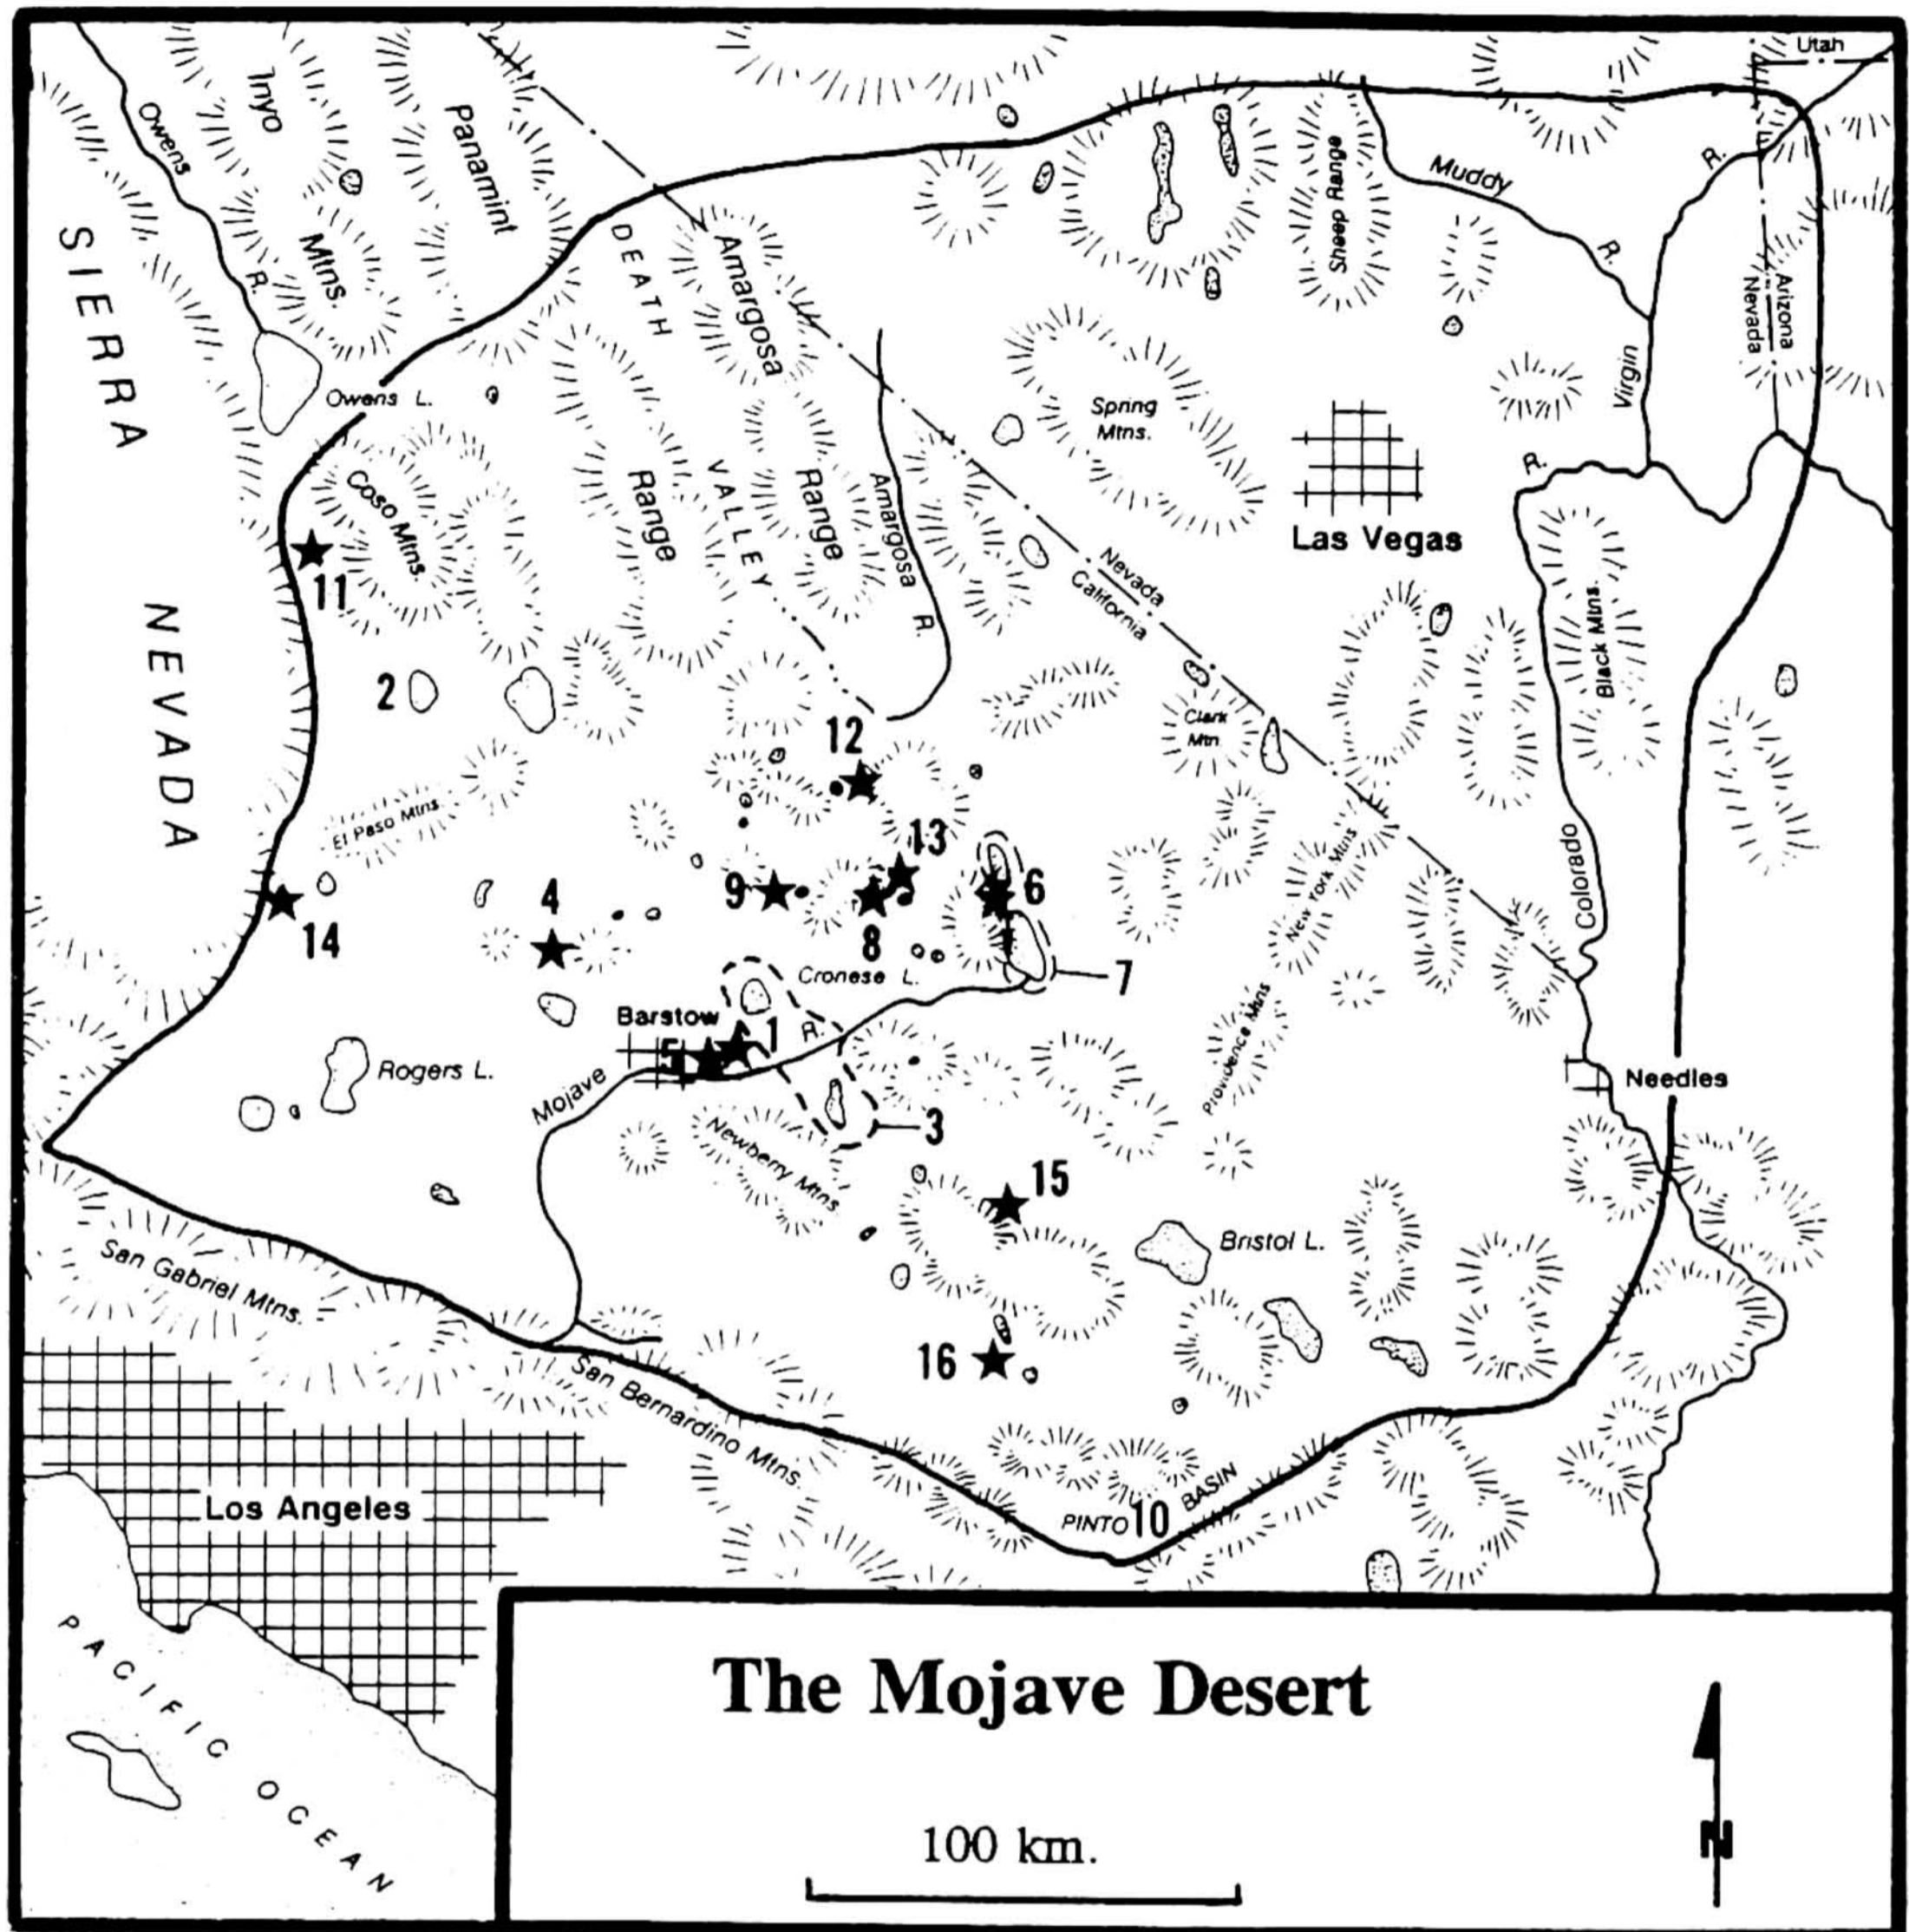 Utah
Owens
R.
Inyo
Mtns.
Panamint
Range
DEATH
VALLEY
Amargosa
Range
Amargosa
R.
Sheep Range
Muddy
R.
R.
Virgin
Arizona
Nevada
SIERRA
NEVADA
Owens L.
Coso Mtns.
Spring
Mtns.
Las Vegas
R.
Nevada
California
Black Mtns.
11
2
Clark
Mtn
12
El Paso Mtns
13
New York Mtns
Colorado
14
4
9
8
6
7
Cronese L.
Barstow
5
1
R.
Rogers L.
Mojave
Providence Mtns
Needles
3
Newberry Mtns
15
Bristol L.
San Gabriel Mtns.
16
San Bernardino Mtns.
PINTO 10 BASIN
Los Angeles
PACIFIC OCEAN
The Mojave Desert
100 km.
N